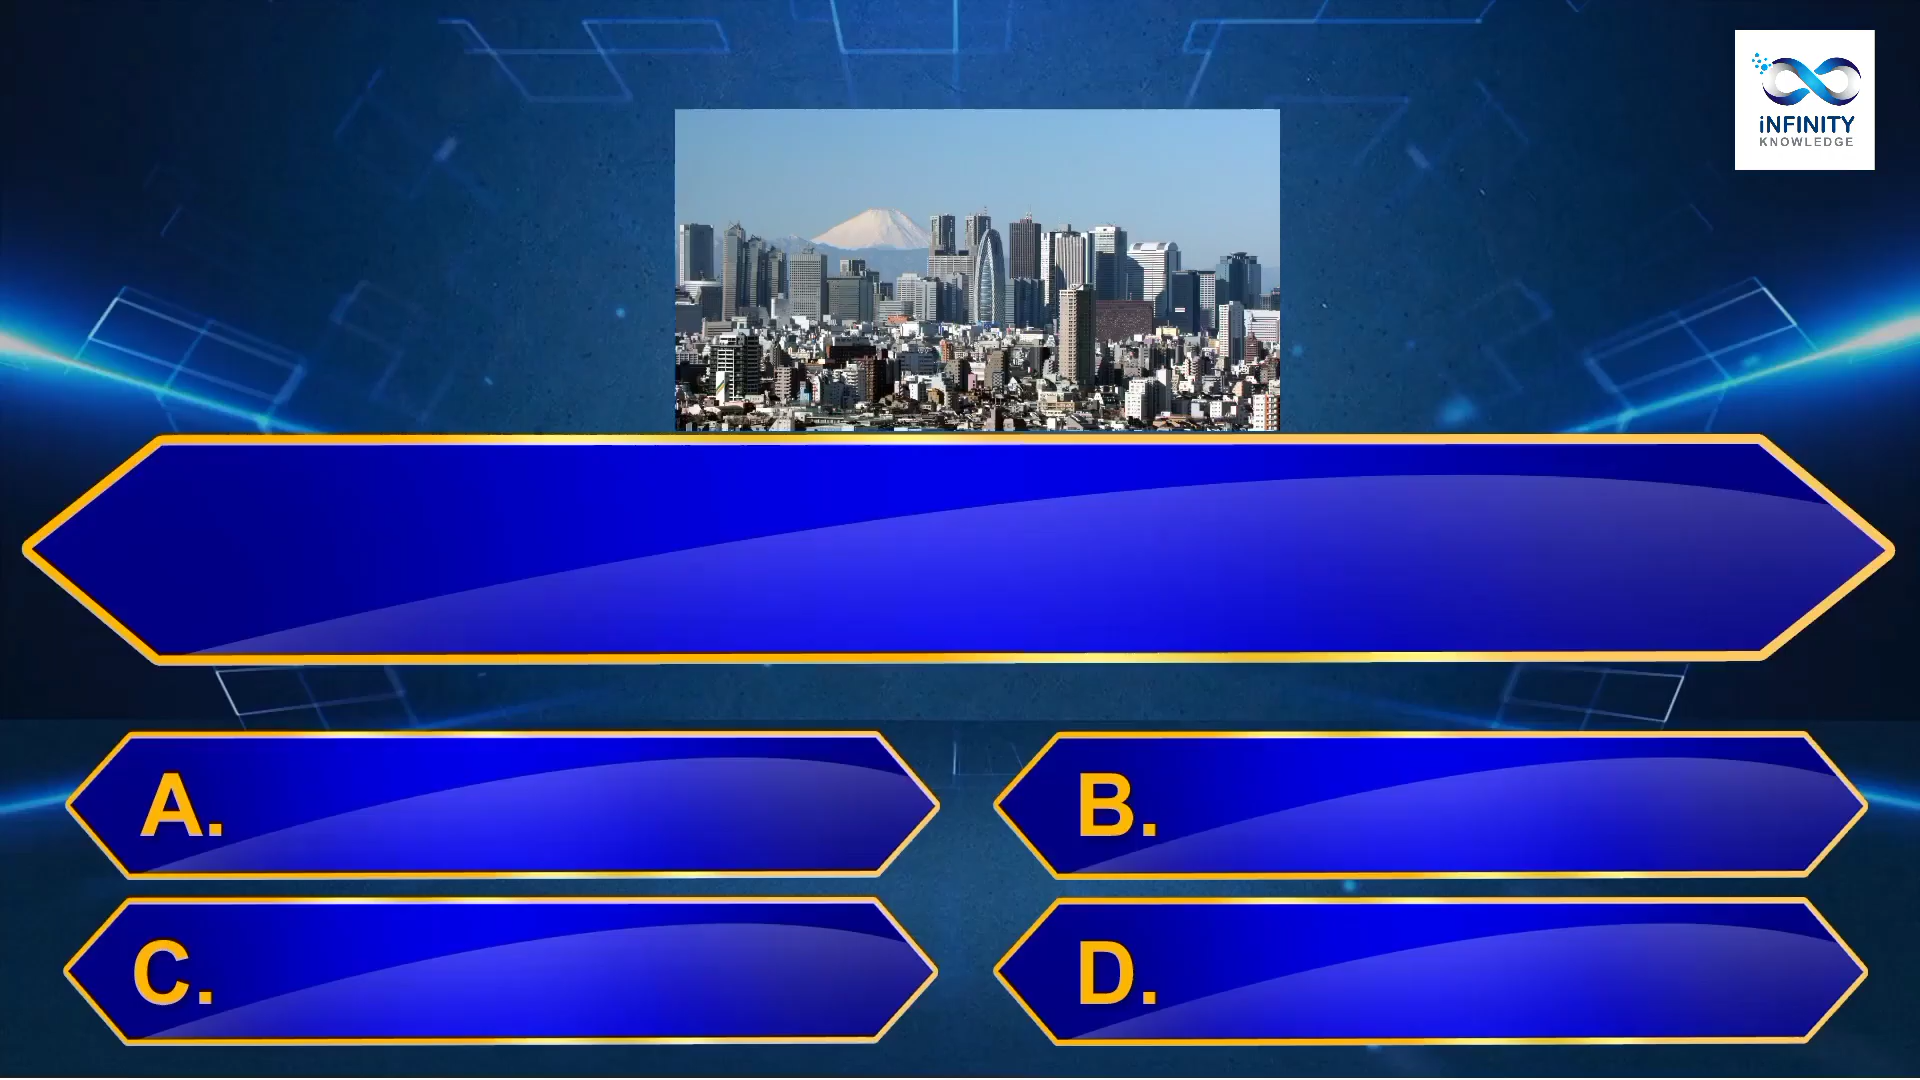 iNFINITY
KNOWLEDGE
A.
B.
C.
D.